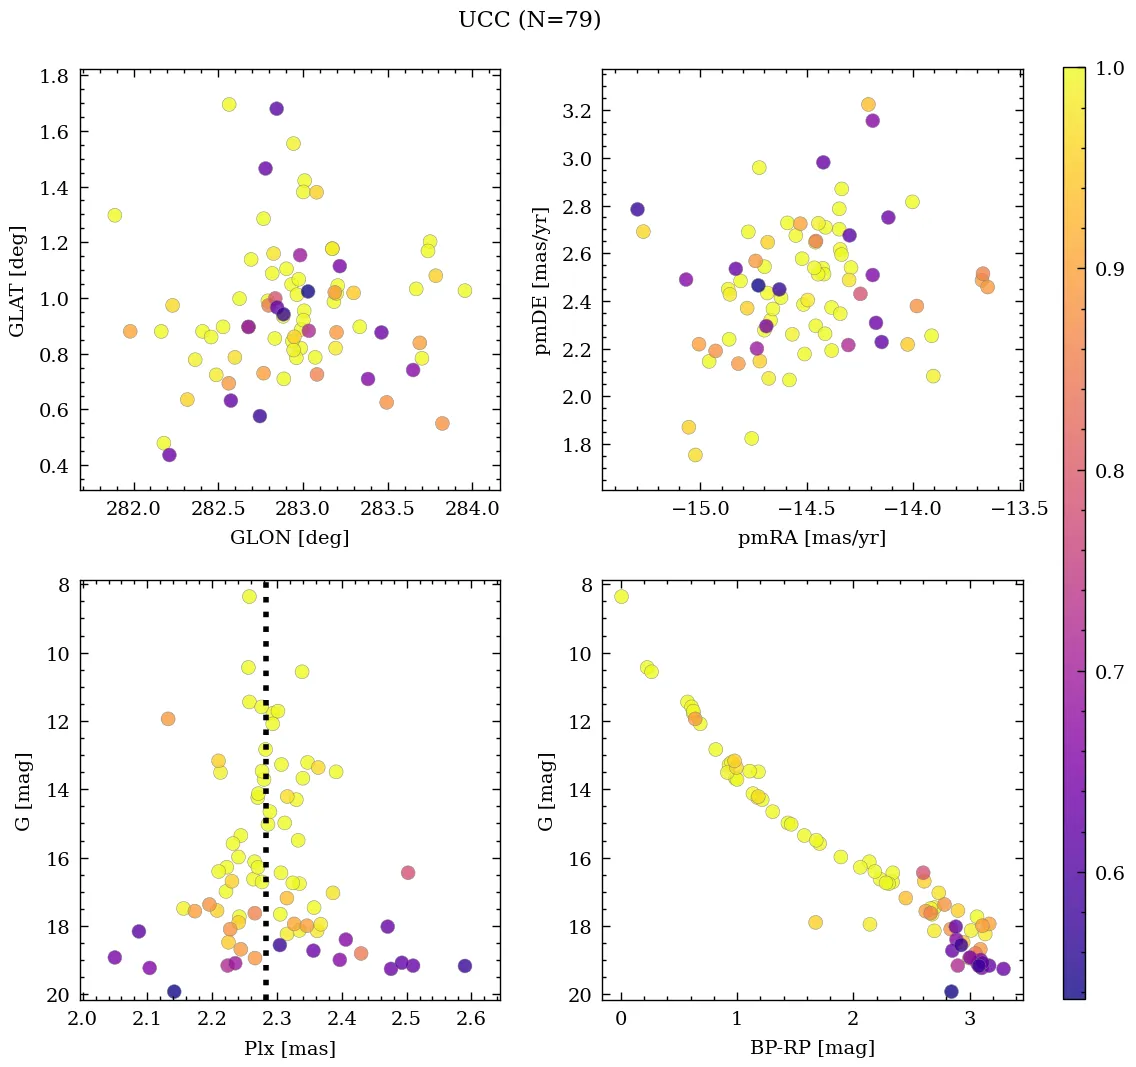 UCC (N=79)
1.8
1.6
1.4
1.2
1.0
0.8
0.6
0.4
GLAT [deg]
282.0 282.5 283.0 283.5 284.0
GLON [deg]
3.2
3.0
2.8
2.6
2.4
2.2
2.0
1.8
pmDE [mas/yr]
−15.0 −14.5 −14.0 −13.5
pmRA [mas/yr]
8
10
12
14
16
18
20
G [mag]
2.0 2.1 2.2 2.3 2.4 2.5 2.6
Plx [mas]
8
10
12
14
16
18
20
G [mag]
0 1 2 3
BP-RP [mag]
1.0
0.9
0.8
0.7
0.6